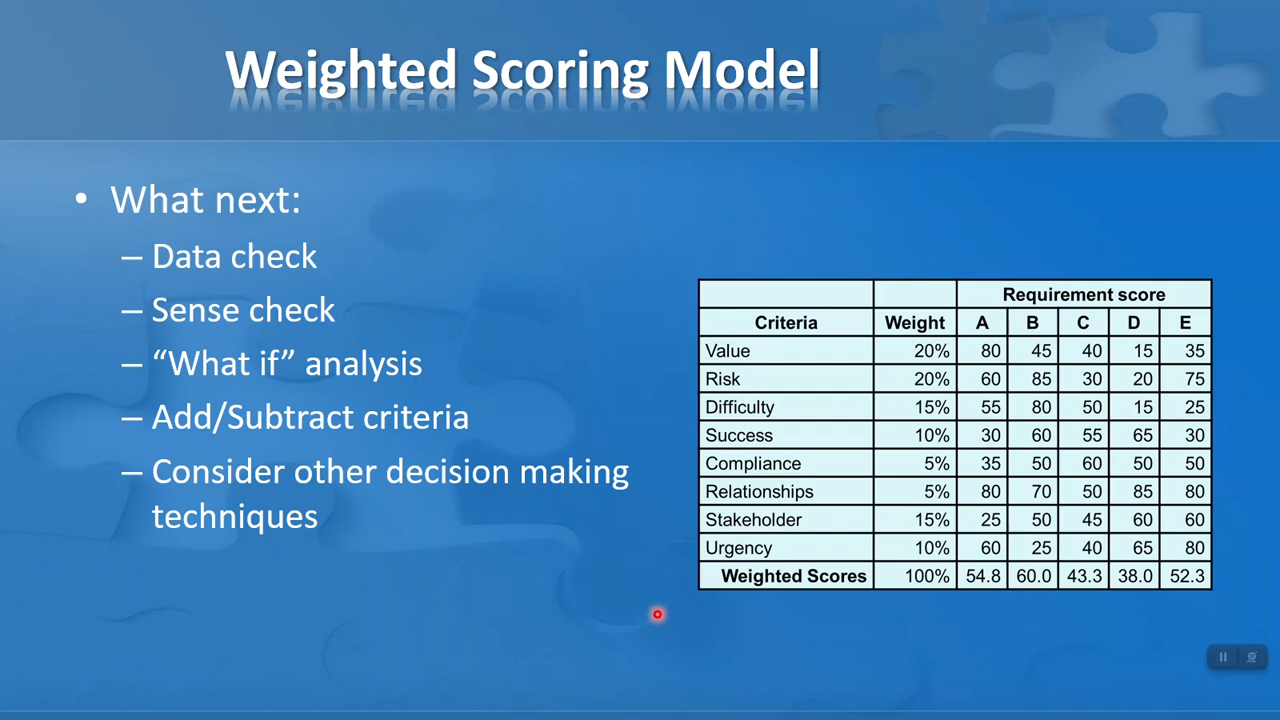 Weighted Scoring Model
• What next:
– Data check
– Sense check
– “What if” analysis
– Add/Subtract criteria
– Consider other decision making
techniques
Requirement score
Criteria Weight A B C D E
Value 20% 80 45 40 15 35
Risk 20% 60 85 30 20 75
Difficulty 15% 55 80 50 15 25
Success 10% 30 60 55 65 30
Compliance 5% 35 50 60 50 50
Relationships 5% 80 70 50 85 80
Stakeholder 15% 25 50 45 60 60
Urgency 10% 60 25 40 65 80
Weighted Scores 100% 54.8 60.0 43.3 38.0 52.3